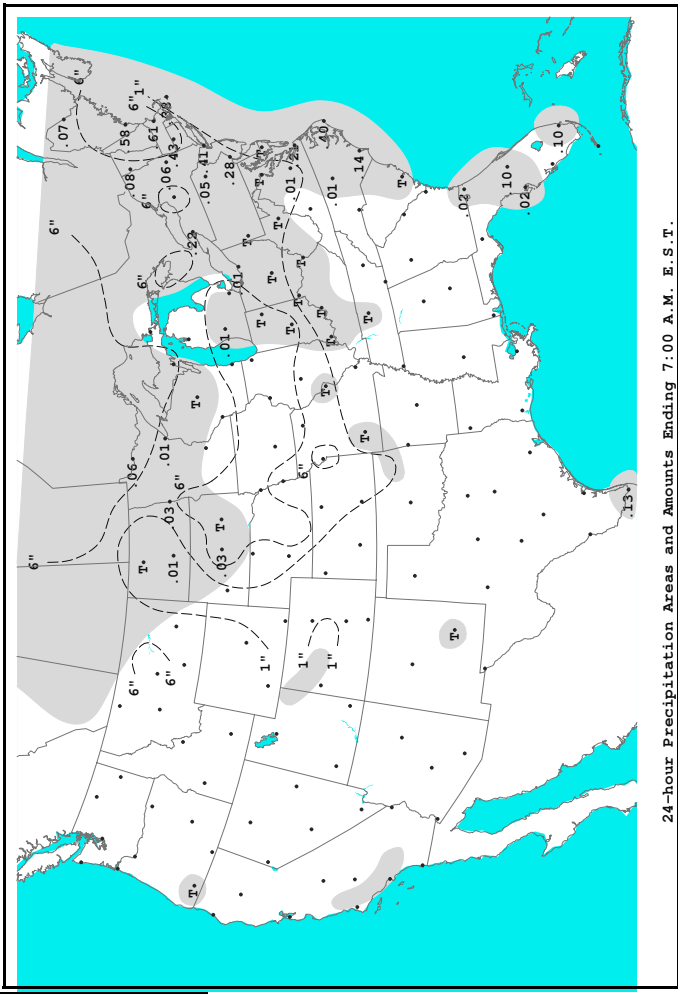 6"
6"
.07
6"
.58
.08
.06
6"
6" 1"
T
6"
6"
.61
.01
.06
.38
.03
6"
.01
.43
6"
.22
T
T
.41
.05
.03
T
.01
.28
.01
T
T
T
T
1"
T
T
.01
T
.21
T
T
1"
6"
T
.40
T
T
1"
.01
.14
T
T
T
T
.02
.10
.02
.10
.13
24-hour Precipitation Areas and Amounts Ending 7:00 A.M. E.S.T.